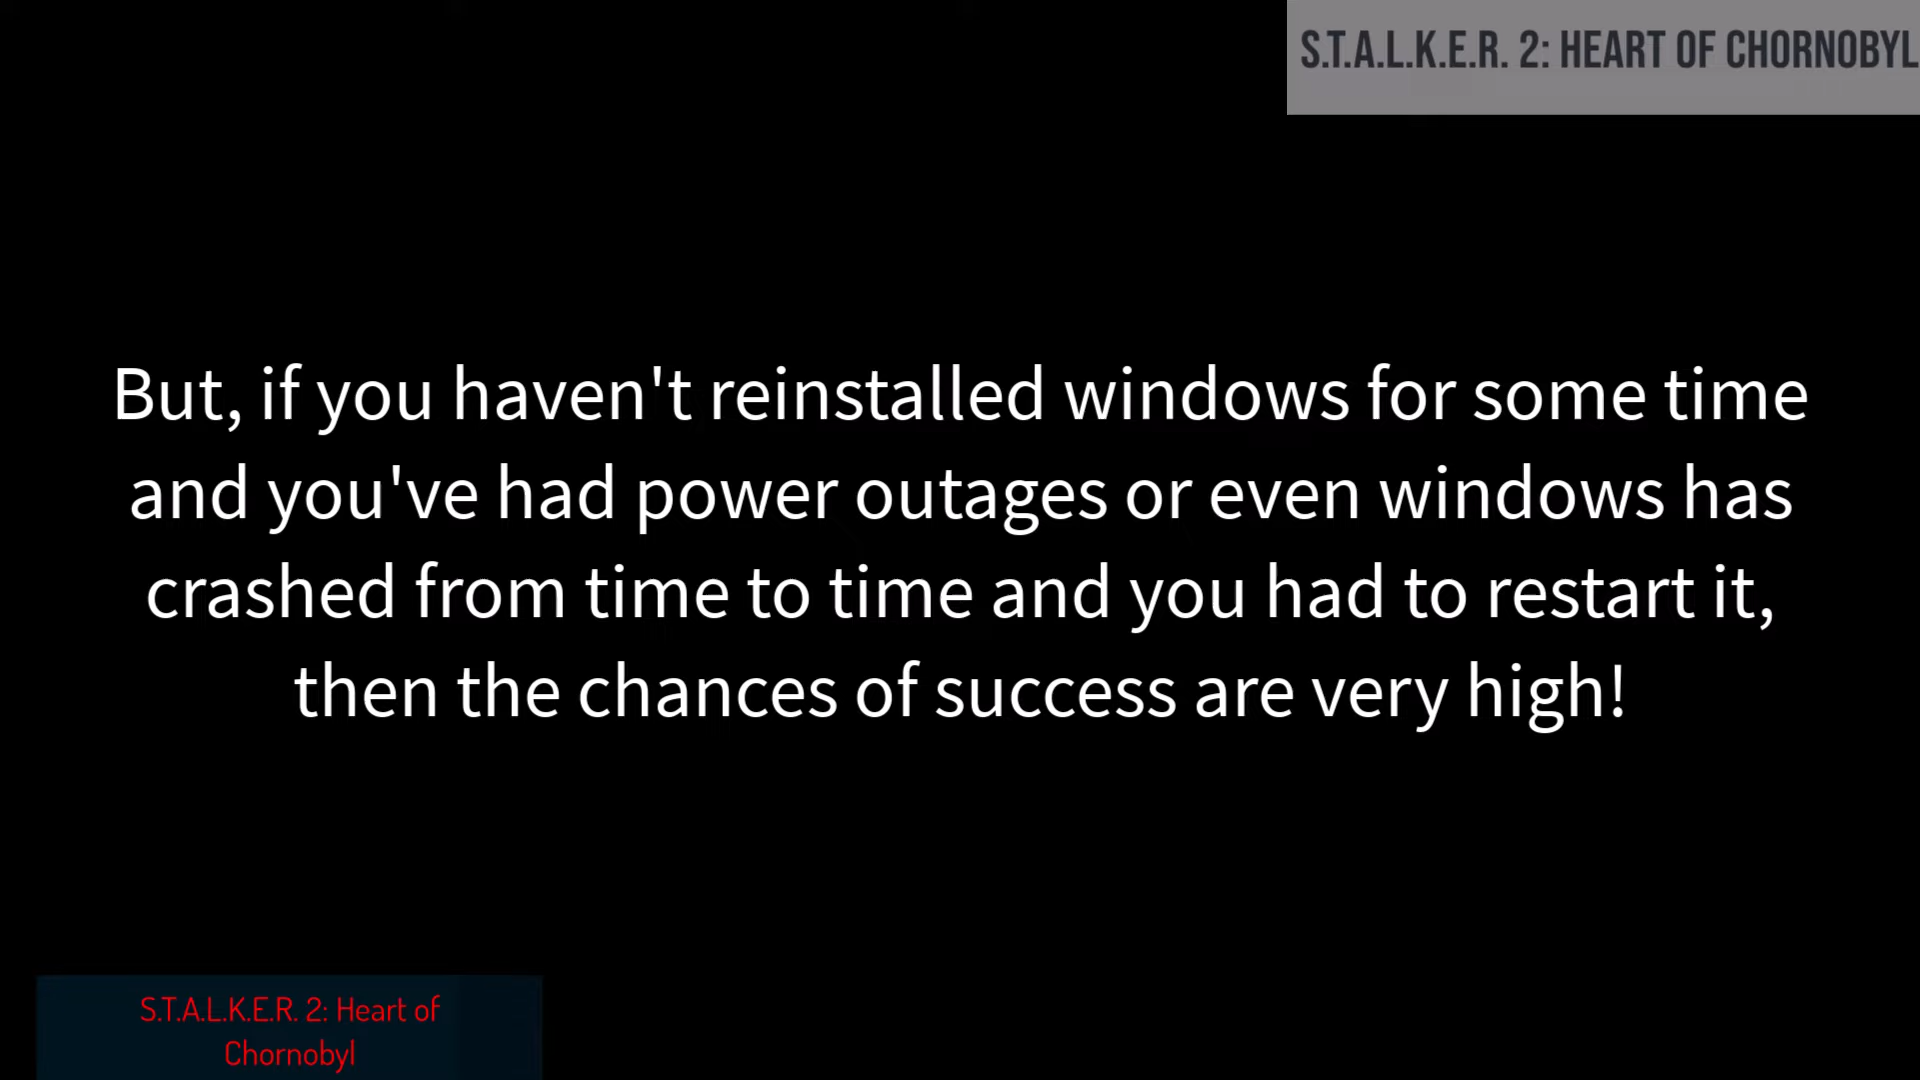 S.T.A.L.K.E.R. 2: HEART OF CHORNOBYL
But, if you haven't reinstalled windows for some time
and you've had power outages or even windows has
crashed from time to time and you had to restart it,
then the chances of success are very high!
S.T.A.L.K.E.R. 2: Heart of
Chornobyl